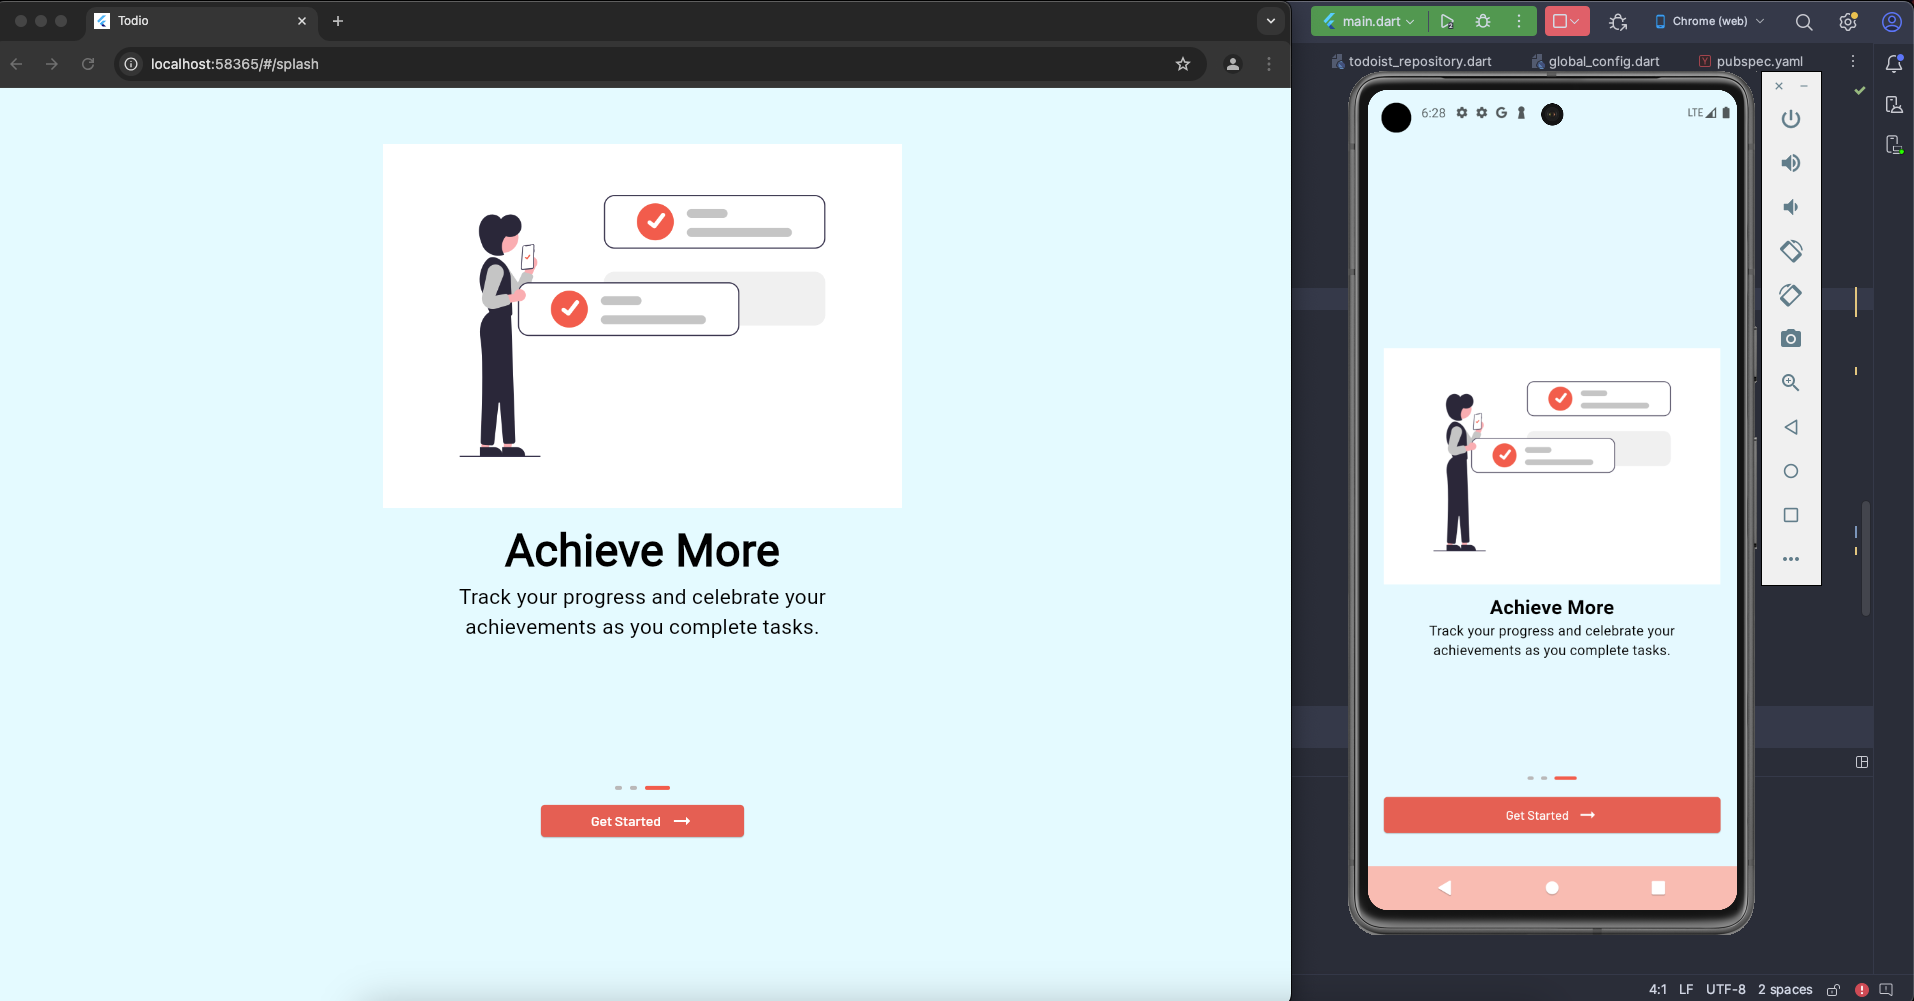 Todio
localhost:58365/#/splash
Achieve More
Track your progress and celebrate your
achievements as you complete tasks.
Get Started
main.dart
Chrome (web)
todoist_repository.dart
global_config.dart
pubspec.yaml
6:28
LTE
Achieve More
Track your progress and celebrate your
achievements as you complete tasks.
Get Started
4:1 LF UTF-8 2 spaces